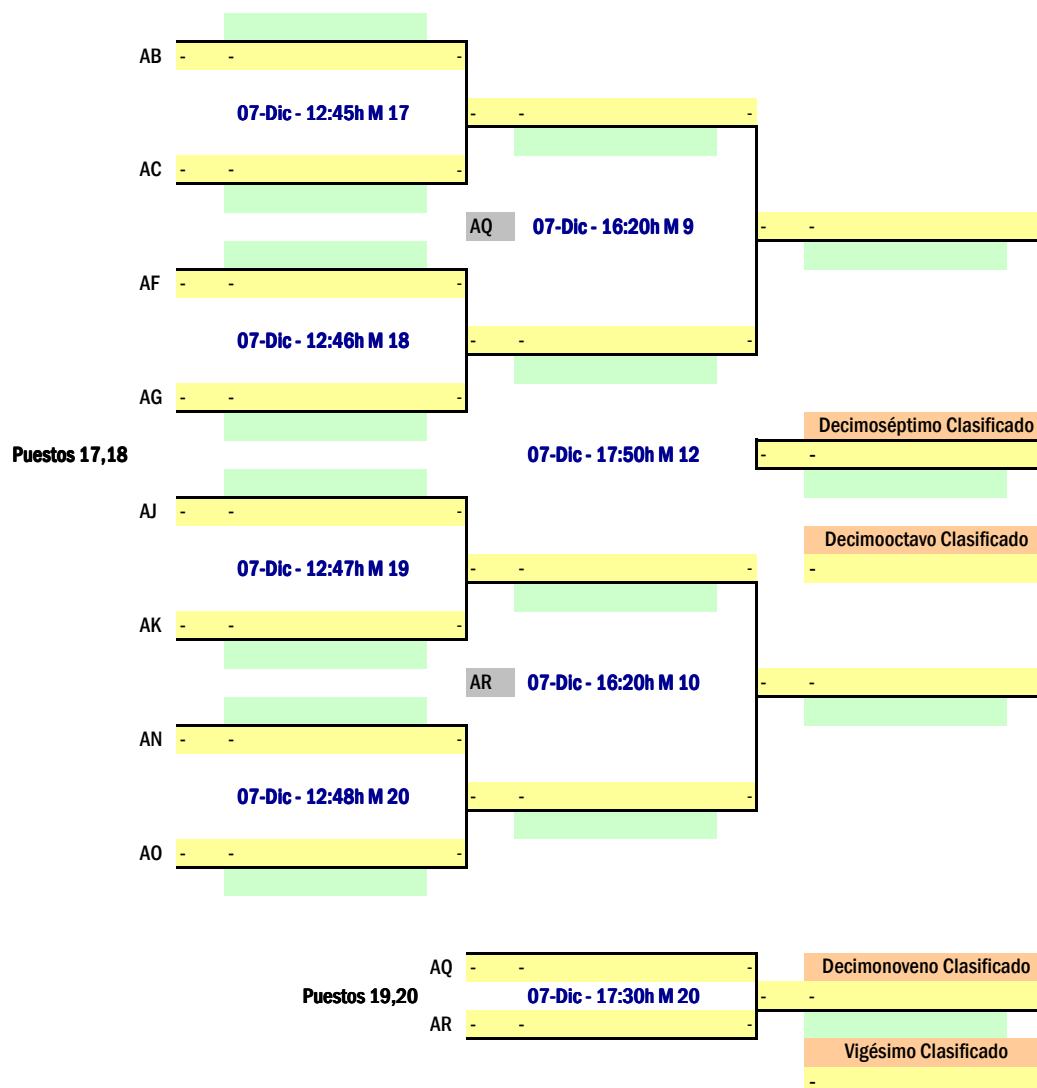 AB - - -
07-Dic - 12:45h M 17 - - -
AC - - -
AQ 07-Dic - 16:20h M 9 - -
AF - - -
07-Dic - 12:46h M 18 - - -
AG - - -
Decimoséptimo Clasificado
Puestos 17,18 07-Dic - 17:50h M 12 - -
AJ - - -
Decimooctavo Clasificado
07-Dic - 12:47h M 19 - - - -
AK - - -
AR 07-Dic - 16:20h M 10 - -
AN - - -
07-Dic - 12:48h M 20 - - -
AO - - -
AQ - - - Decimonoveno Clasificado
Puestos 19,20 07-Dic - 17:30h M 20 - -
AR - - -
Vigésimo Clasificado
-